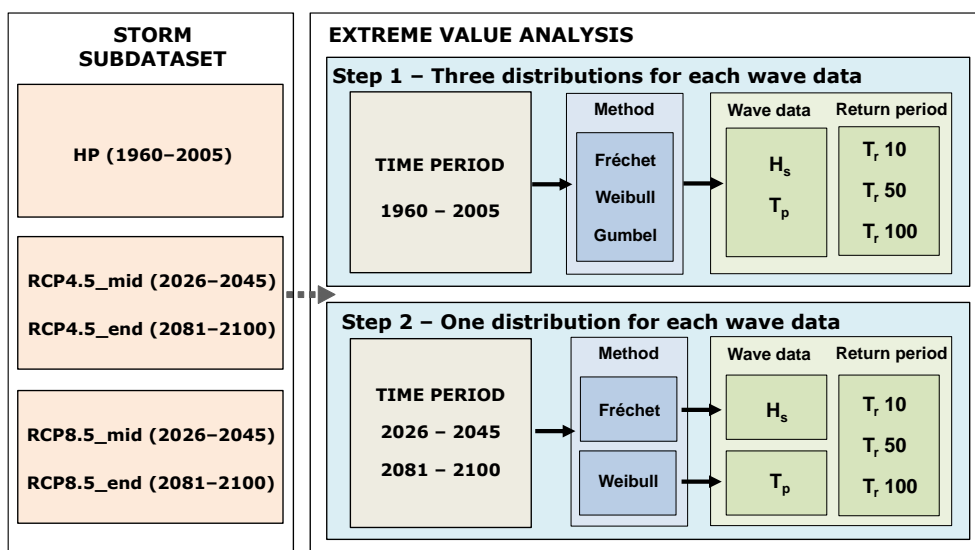 STORM
SUBDATASET
HP (1960–2005)
RCP4.5_mid (2026–2045)
RCP4.5_end (2081–2100)
RCP8.5_mid (2026–2045)
RCP8.5_end (2081–2100)
EXTREME VALUE ANALYSIS
Step 1 – Three distributions for each wave data
TIME PERIOD
1960 – 2005
Method
Fréchet
Weibull
Gumbel
Wave data
Hs
Tp
Return period
Tr 10
Tr 50
Tr 100
Step 2 – One distribution for each wave data
TIME PERIOD
2026 – 2045
2081 – 2100
Method
Fréchet
Weibull
Wave data
Hs
Tp
Return period
Tr 10
Tr 50
Tr 100